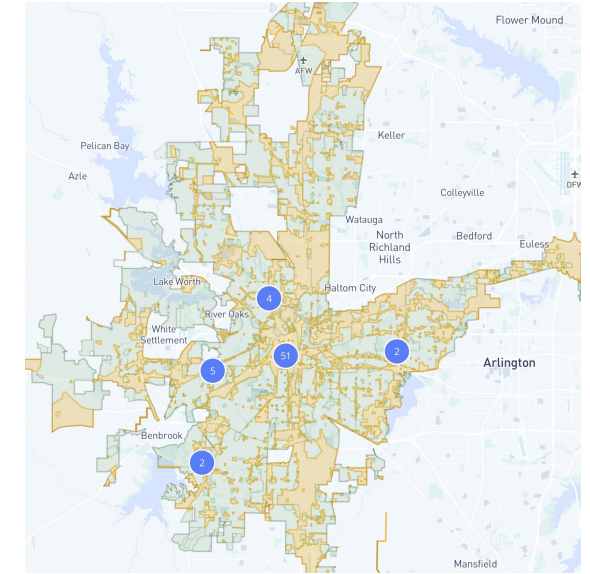 Flower Mound
AFW
Keller
Pelican Bay
Azle
DFW
Colleyville
Watauga
North
Richland
Hills
Bedford
Euless
Lake Worth
Haltom City
4
River Oaks
White
Settlement
51
2
5
Arlington
Benbrook
2
Mansfield